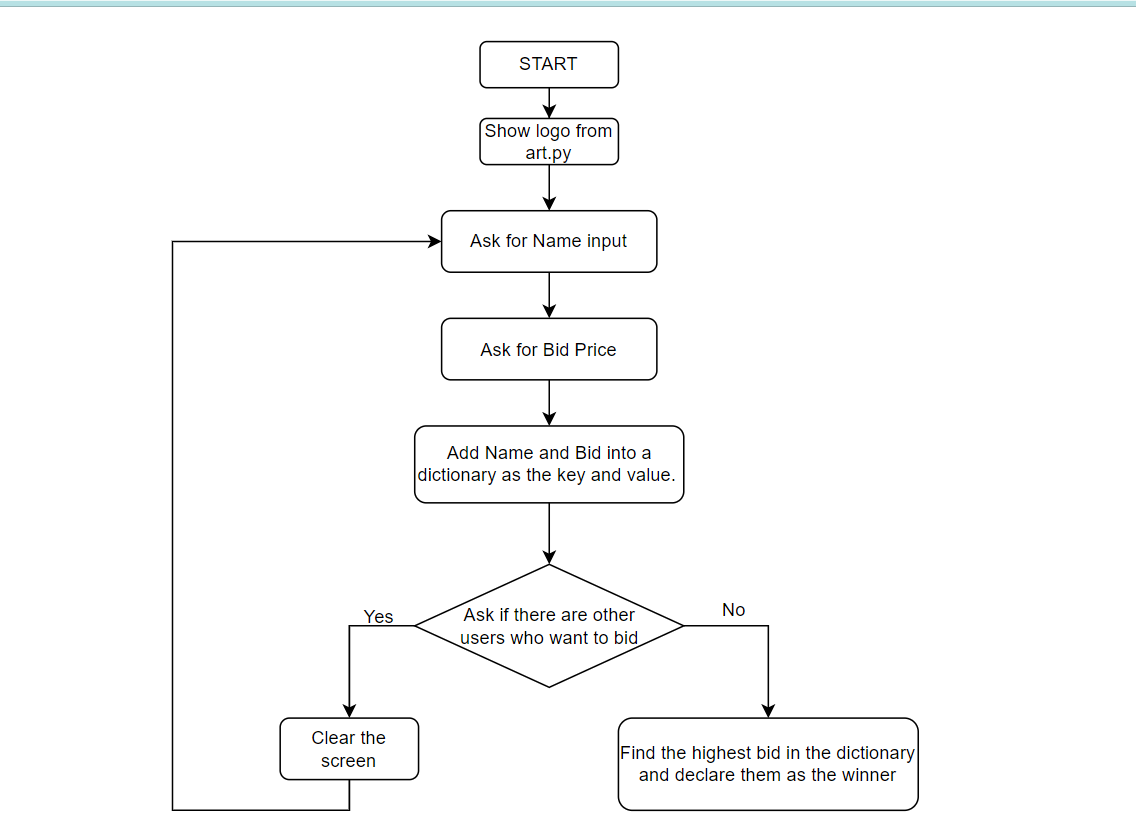 START
Show logo from
art.py
Ask for Name input
Ask for Bid Price
Add Name and Bid into a
dictionary as the key and value.
Ask if there are other
users who want to bid
Yes
No
Clear the
screen
Find the highest bid in the dictionary
and declare them as the winner